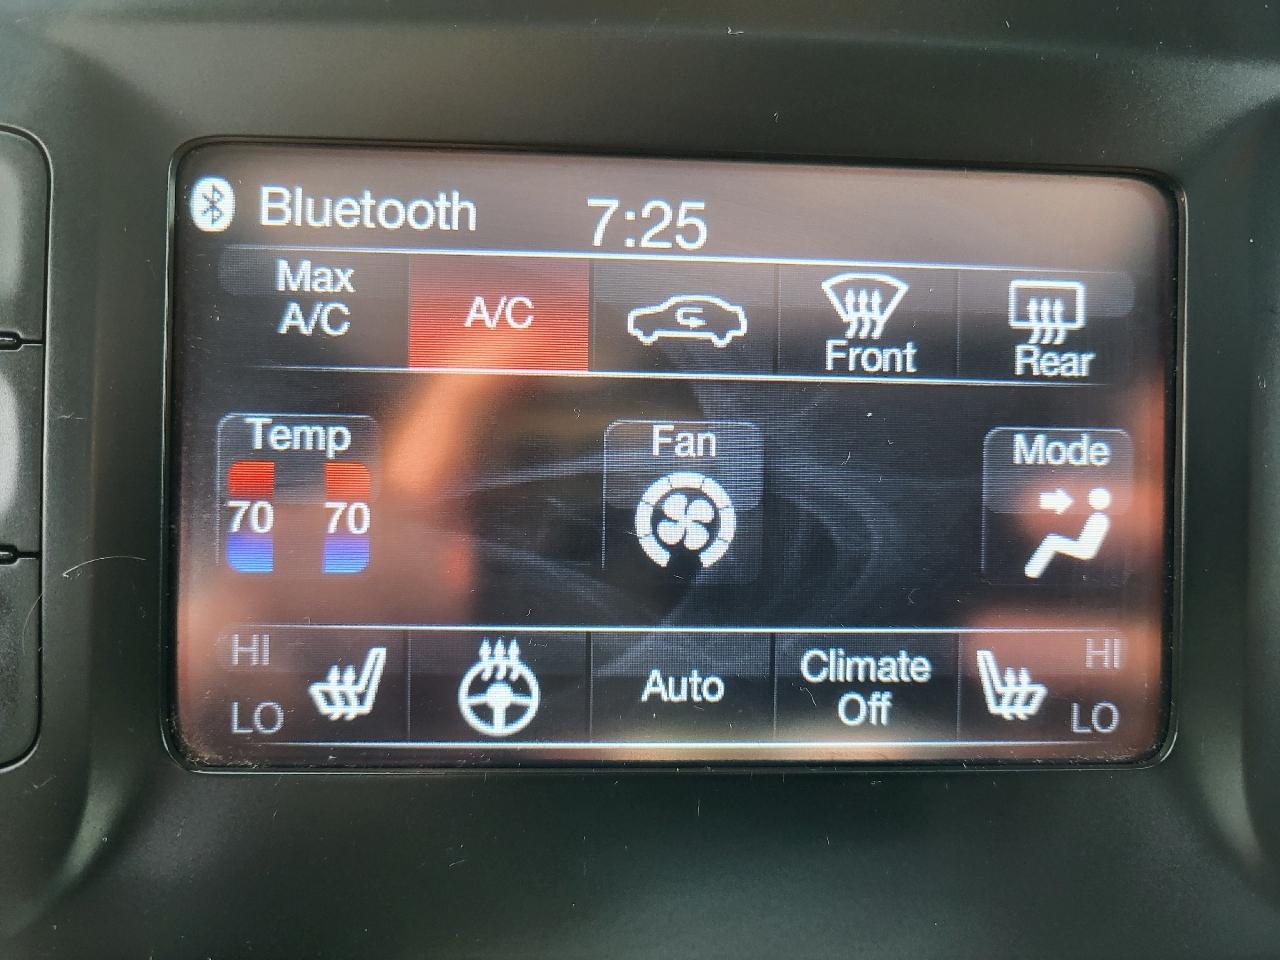 Bluetooth 7:25
Max
A/C
A/C
Front
Rear
Temp
70 70
Fan
Mode
HI
LO
Auto
Climate
Off
HI
LO